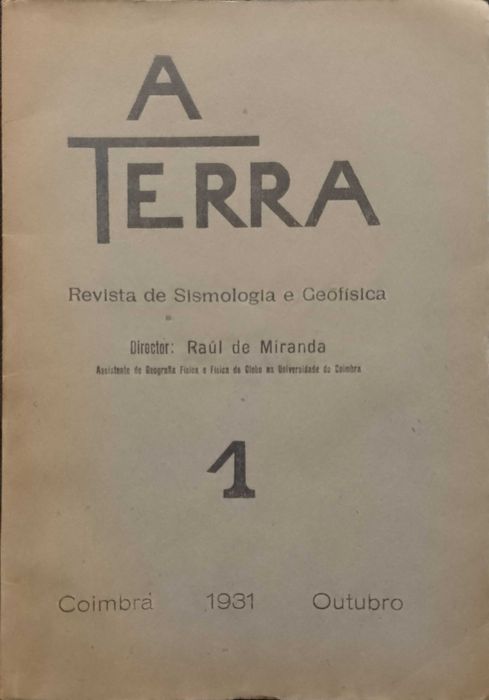 A
TERRA
Revista de Sismologia e Geofísica
Director: Raúl de Miranda
Assistente de Geografia Física e Física do Globo na Universidade de Coimbra
1
Coimbra 1931 Outubro